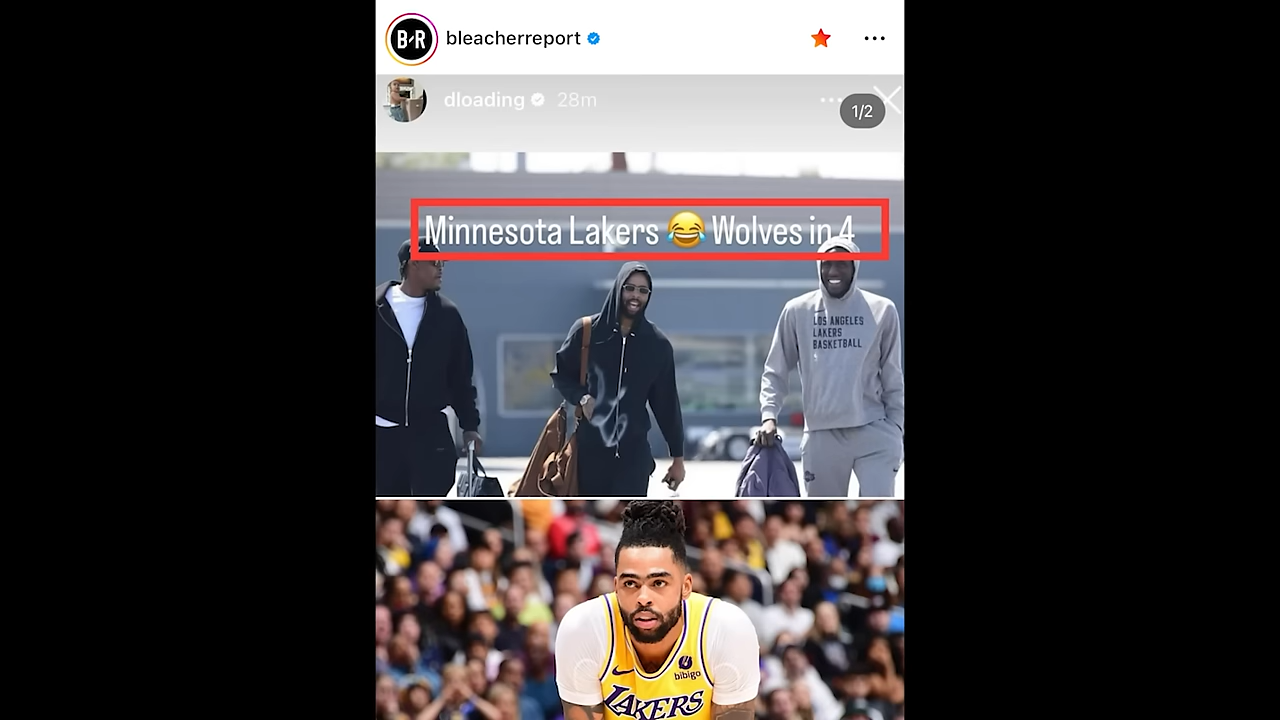 B/R
bleacherreport
dloading 28m
1/2
Minnesota Lakers 😂 Wolves in 4
LOS ANGELES
LAKERS
BASKETBALL
bibigo
LAKERS